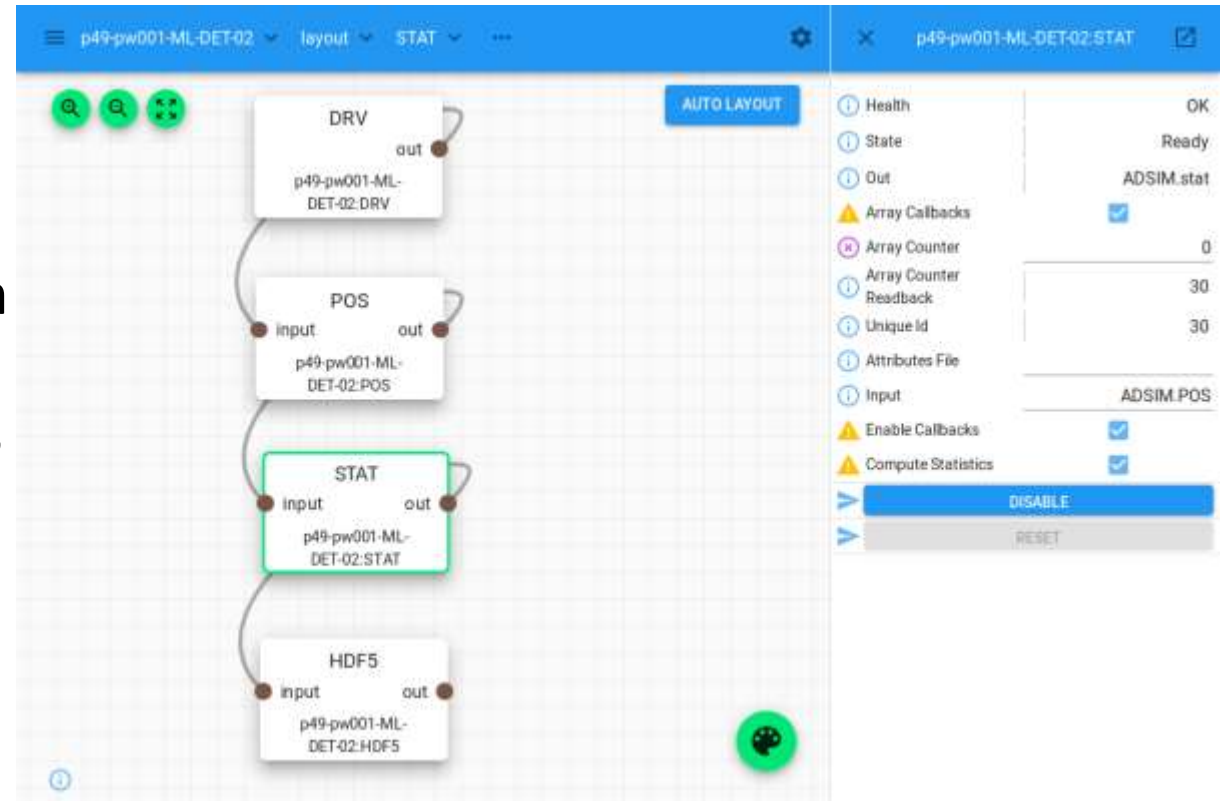 p49-pw001-ML-DET-02 layout STAT ...
p49-pw001-ML-DET-02:STAT
AUTO LAYOUT
DRV
out
p49-pw001-ML-
DET-02:DRV
POS
input out
p49-pw001-ML-
DET-02:POS
STAT
input out
p49-pw001-ML-
DET-02:STAT
HDF5
input out
p49-pw001-ML-
DET-02:HDF5
Health OK
State Ready
Out ADSIM.stat
Array Callbacks
Array Counter 0
Array Counter
Readback 30
Unique Id 30
Attributes File
Input ADSIM.POS
Enable Callbacks
Compute Statistics
DISABLE
RESET